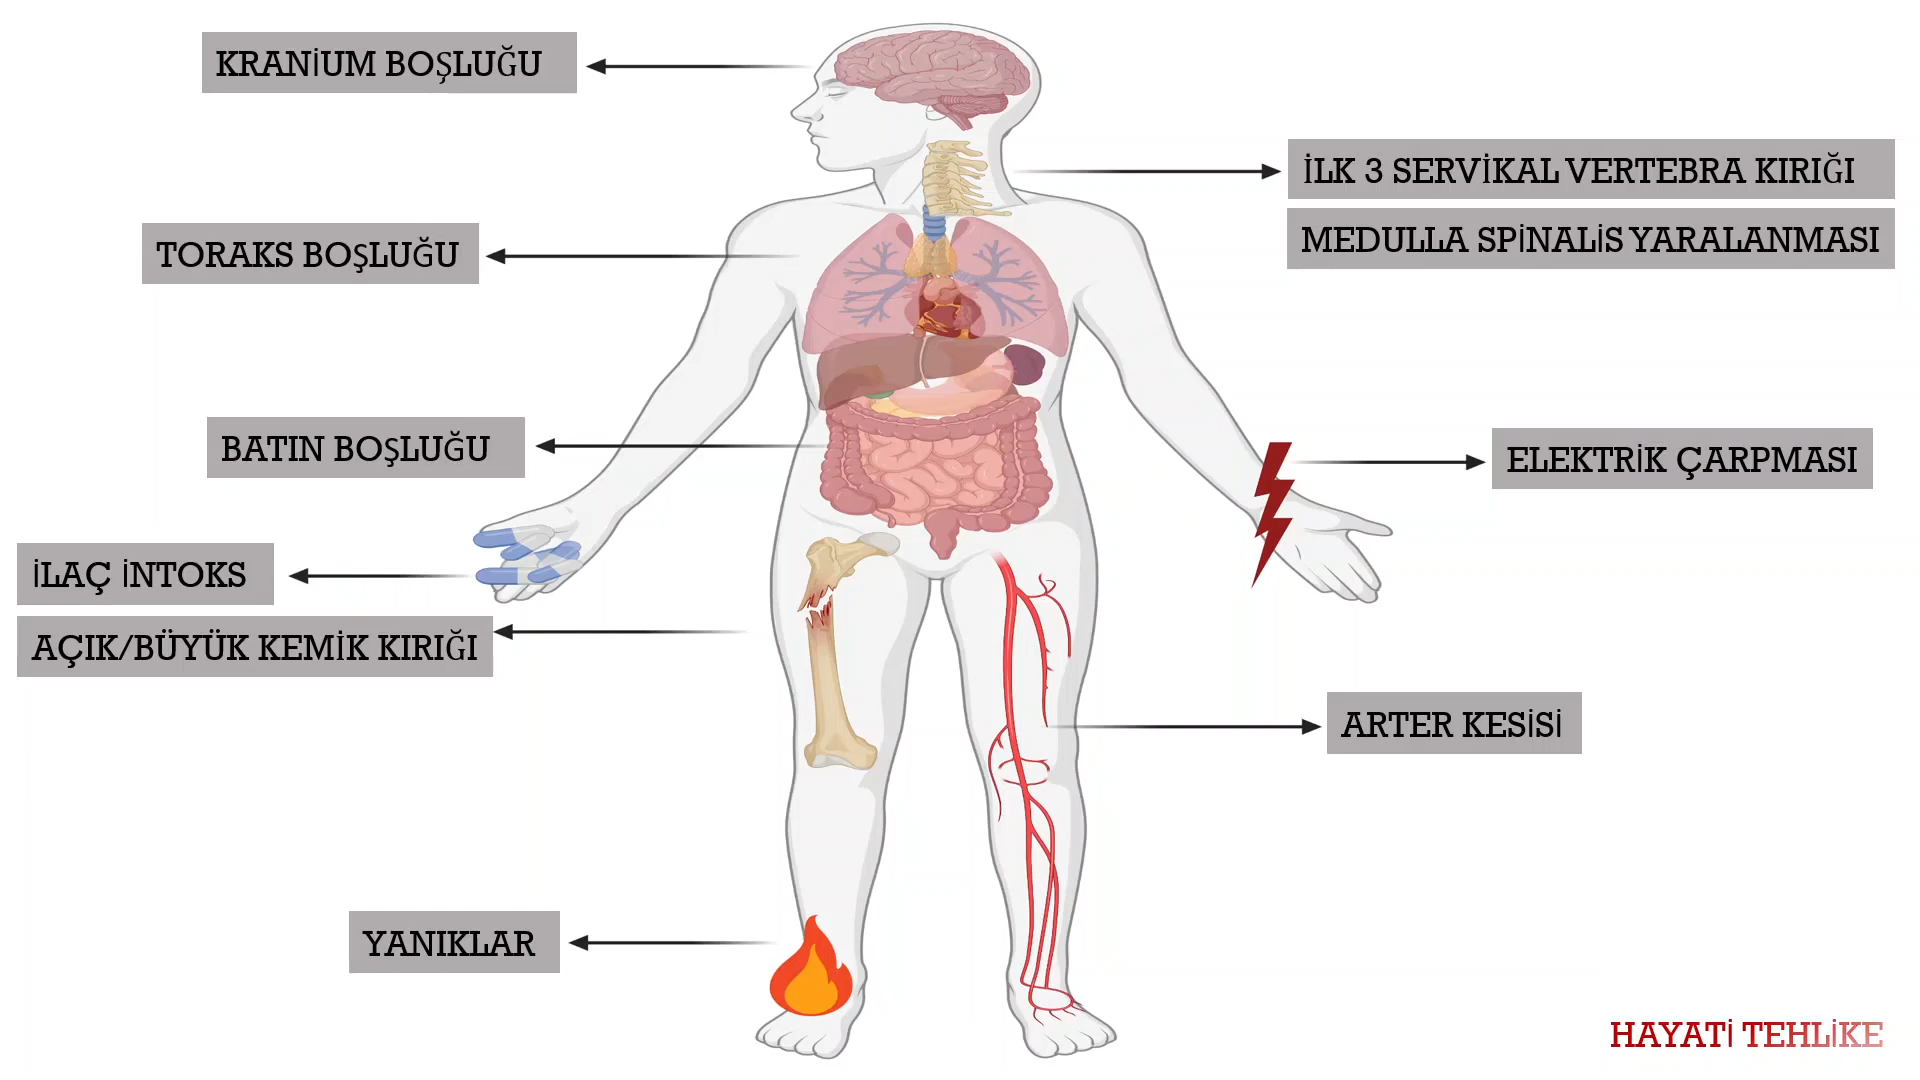 KRANİUM BOŞLUĞU
İLK 3 SERVİKAL VERTEBRA KIRIĞI
MEDULLA SPİNALİS YARALANMASI
TORAKS BOŞLUĞU
BATIN BOŞLUĞU
ELEKTRİK ÇARPMASI
İLAÇ İNTOKS
AÇIK/BÜYÜK KEMİK KIRIĞI
ARTER KESİSİ
YANIKLAR
HAYATİ TEHLİKE